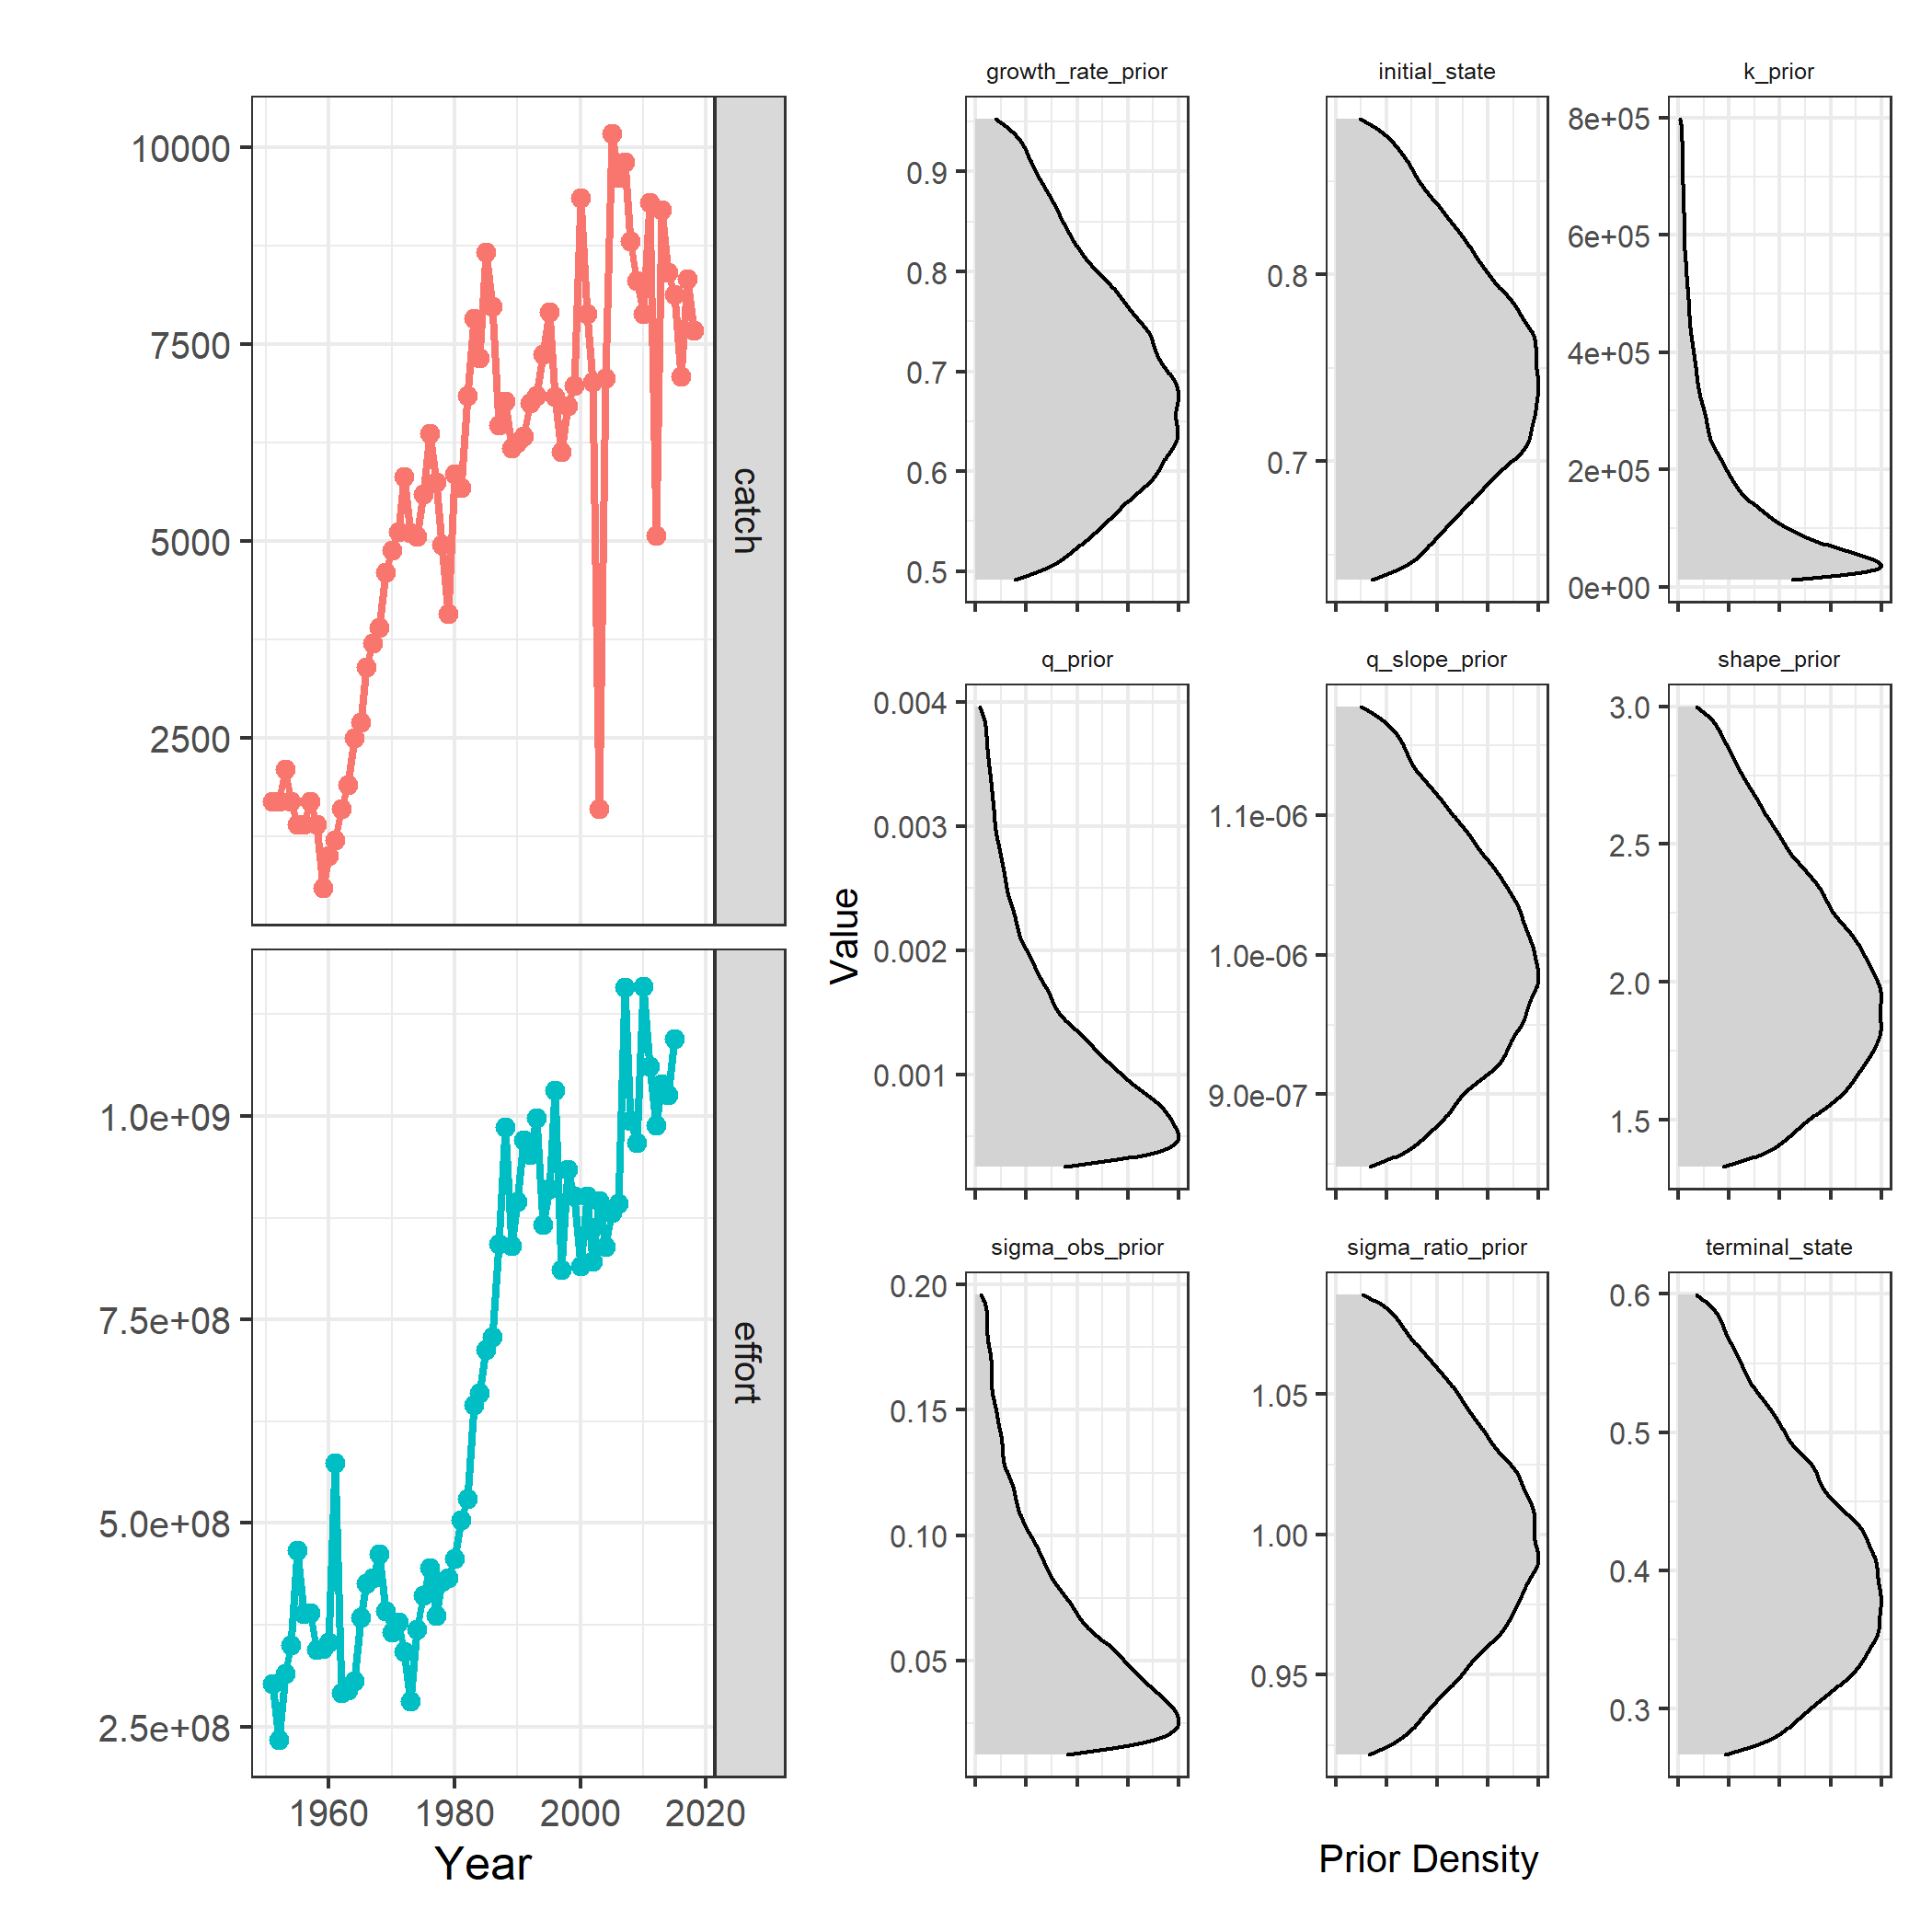 growth_rate_prior
initial_state
k_prior
10000
7500
5000
2500
catch
0.9
0.8
0.7
0.6
0.5
0.8
0.7
8e+05
6e+05
4e+05
2e+05
0e+00
q_prior
q_slope_prior
shape_prior
Value
0.004
0.003
0.002
0.001
1.1e-06
1.0e-06
9.0e-07
3.0
2.5
2.0
1.5
1.0e+09
7.5e+08
5.0e+08
2.5e+08
effort
sigma_obs_prior
sigma_ratio_prior
terminal_state
0.20
0.15
0.10
0.05
1.05
1.00
0.95
0.6
0.5
0.4
0.3
1960 1980 2000 2020
Year
Prior Density